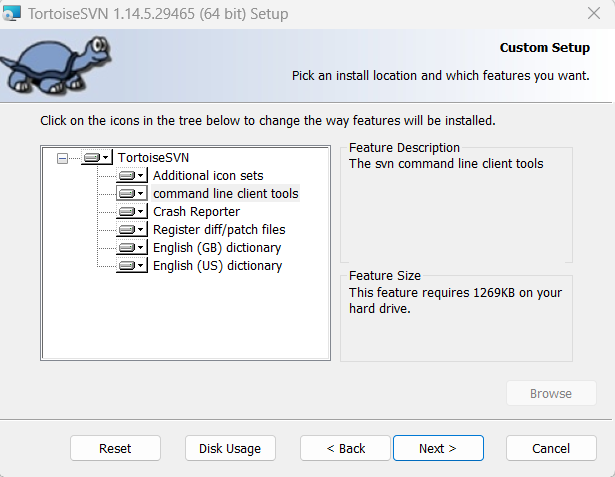 TortoiseSVN 1.14.5.29465 (64 bit) Setup
Custom Setup
Pick an install location and which features you want.
Click on the icons in the tree below to change the way features will be installed.
TortoiseSVN
Additional icon sets
command line client tools
Crash Reporter
Register diff/patch files
English (GB) dictionary
English (US) dictionary
Feature Description
The svn command line client tools
Feature Size
This feature requires 1269KB on your
hard drive.
Browse
Reset
Disk Usage
< Back
Next >
Cancel